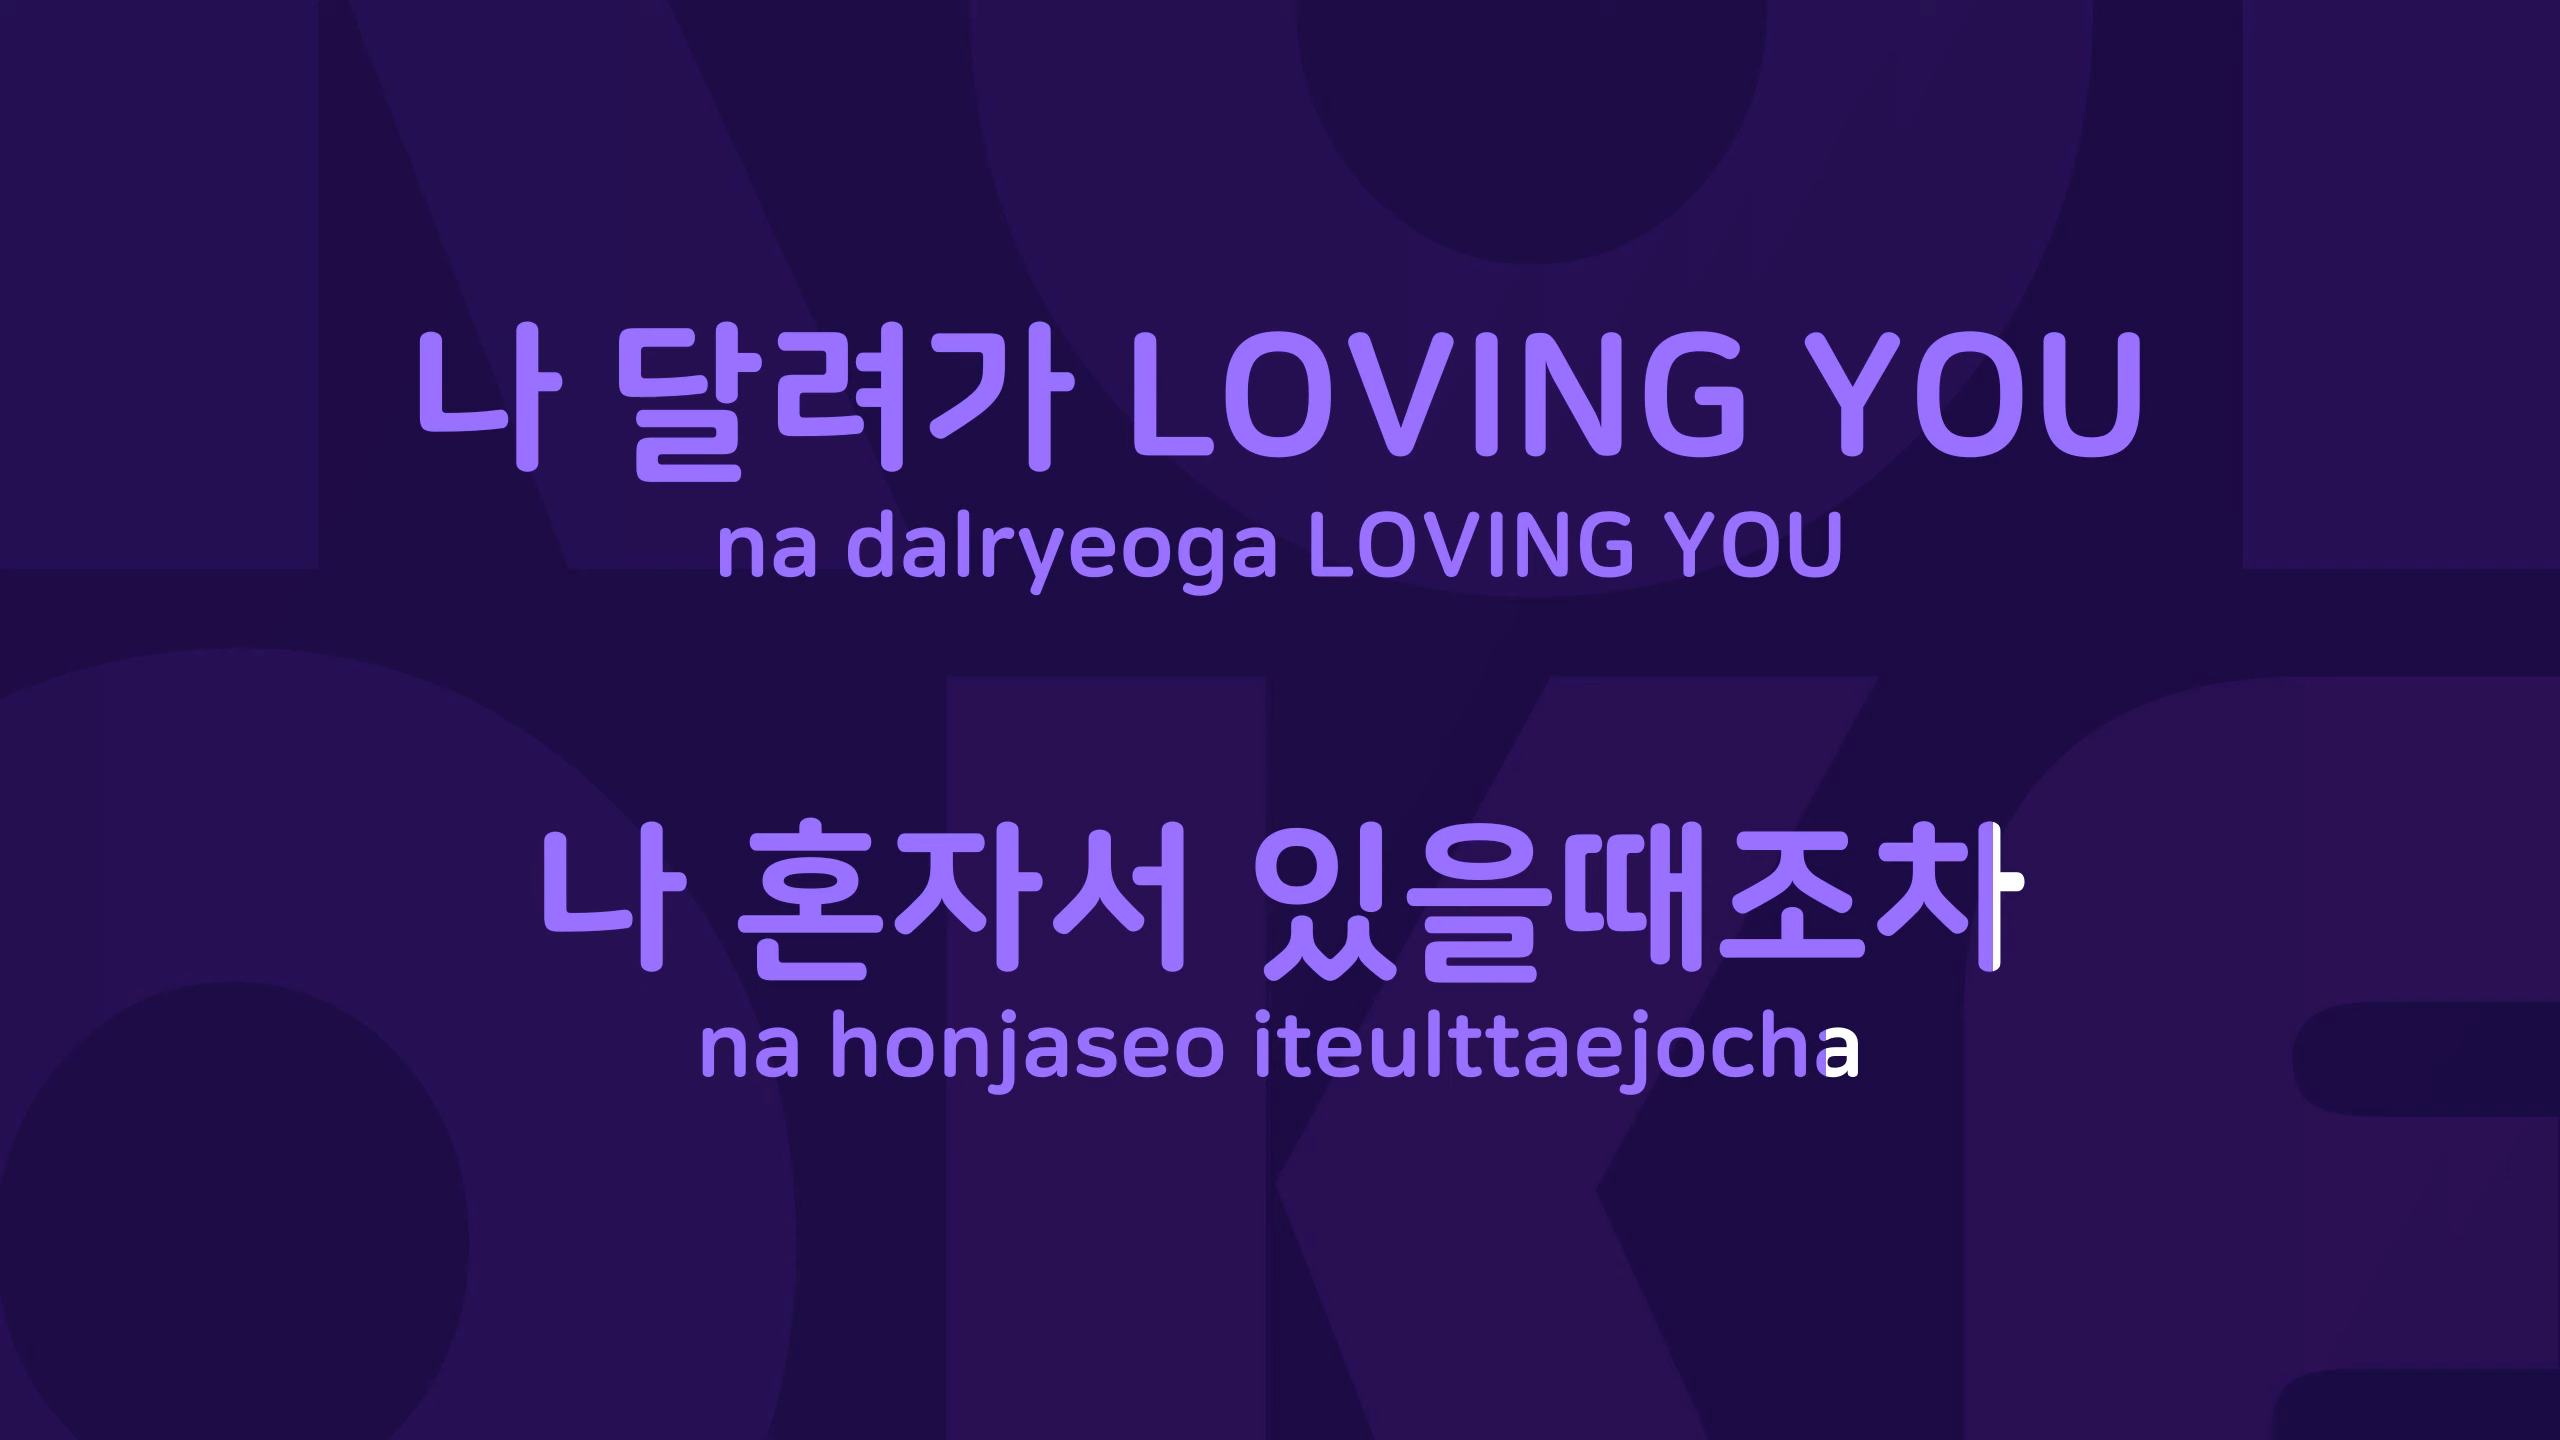 나 달려가 LOVING YOU
na dalryeoga LOVING YOU
나 혼자서 있을때조차
na honjaseo iteulttaejocha